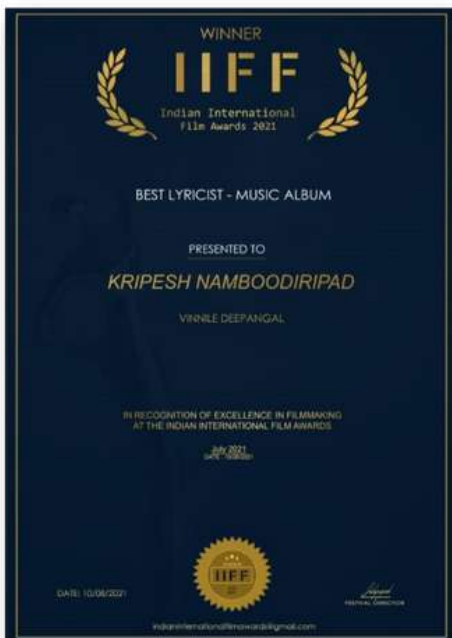 WINNER
IIFF
Indian International
Film Awards 2021
BEST LYRICIST - MUSIC ALBUM
PRESENTED TO
KRIPESH NAMBOODIRIPAD
VINNILE DEEPANGAL
IN RECOGNITION OF EXCELLENCE IN FILMMAKING
AT THE INDIAN INTERNATIONAL FILM AWARDS
July 2021
IIFF
DATE: 10/08/2021
FESTIVAL DIRECTOR
indianinternationalfilmawards@gmail.com